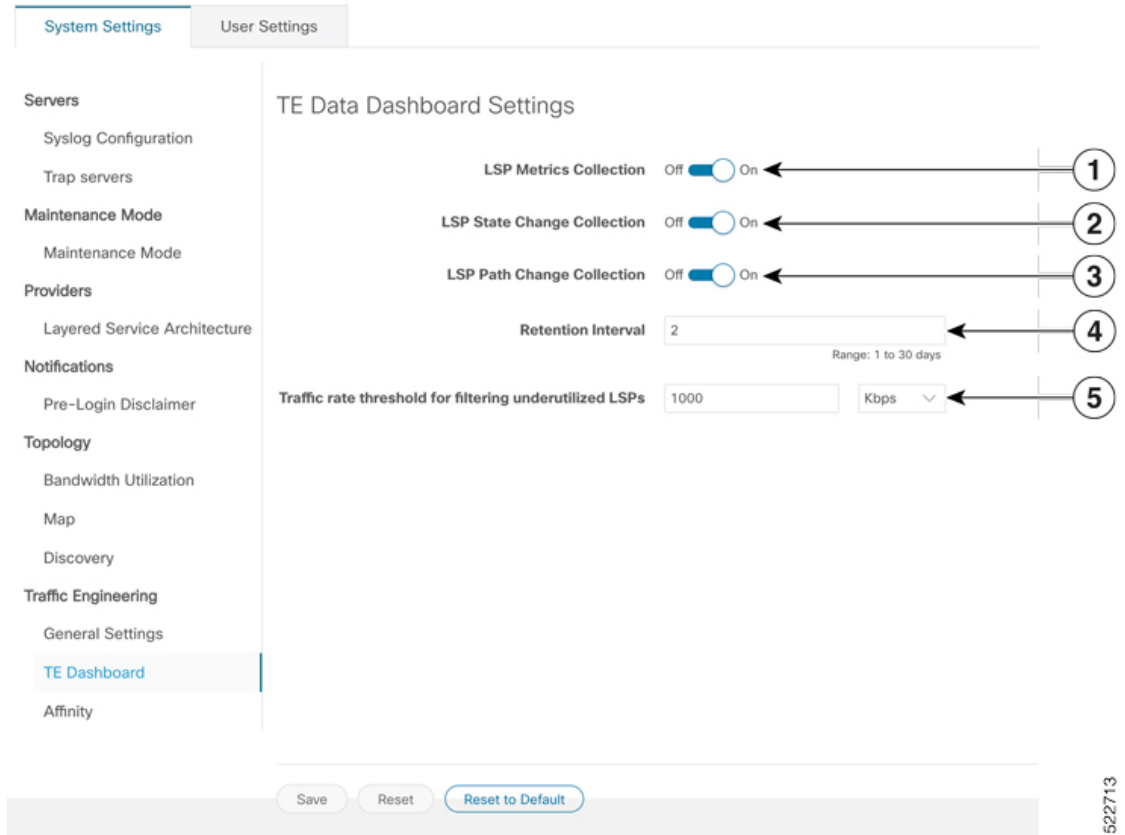 System Settings User Settings
Servers
Syslog Configuration
Trap servers
Maintenance Mode
Maintenance Mode
Providers
Layered Service Architecture
Notifications
Pre-Login Disclaimer
Topology
Bandwidth Utilization
Map
Discovery
Traffic Engineering
General Settings
TE Dashboard
Affinity
TE Data Dashboard Settings
LSP Metrics Collection Off On 1
LSP State Change Collection Off On 2
LSP Path Change Collection Off On 3
Retention Interval 2 4
Range: 1 to 30 days
Traffic rate threshold for filtering underutilized LSPs 1000 Kbps 5
Save Reset Reset to Default
522713